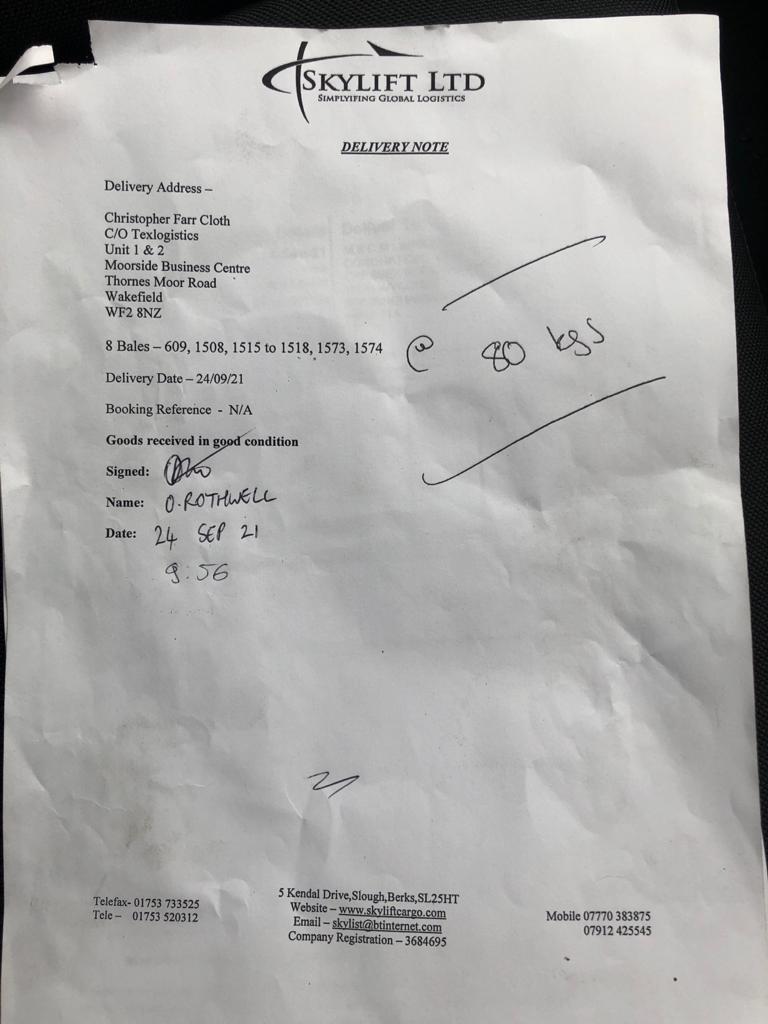 SKYLIFT LTD
SIMPLYIFING GLOBAL LOGISTICS
DELIVERY NOTE
Delivery Address –
Christopher Farr Cloth
C/O Texlogistics
Unit 1 & 2
Moorside Business Centre
Thornes Moor Road
Wakefield
WF2 8NZ
8 Bales – 609, 1508, 1515 to 1518, 1573, 1574 @ 80 kgs
Delivery Date – 24/09/21
Booking Reference - N/A
Goods received in good condition
Signed:
Name: O.ROTHWELL
Date: 24 SEP 21
9:56
Telefax- 01753 733525
Tele – 01753 520312
5 Kendal Drive,Slough,Berks,SL25HT
Website – www.skyliftcargo.com
Email – skylist@btinternet.com
Company Registration – 3684695
Mobile 07770 383875
07912 425545